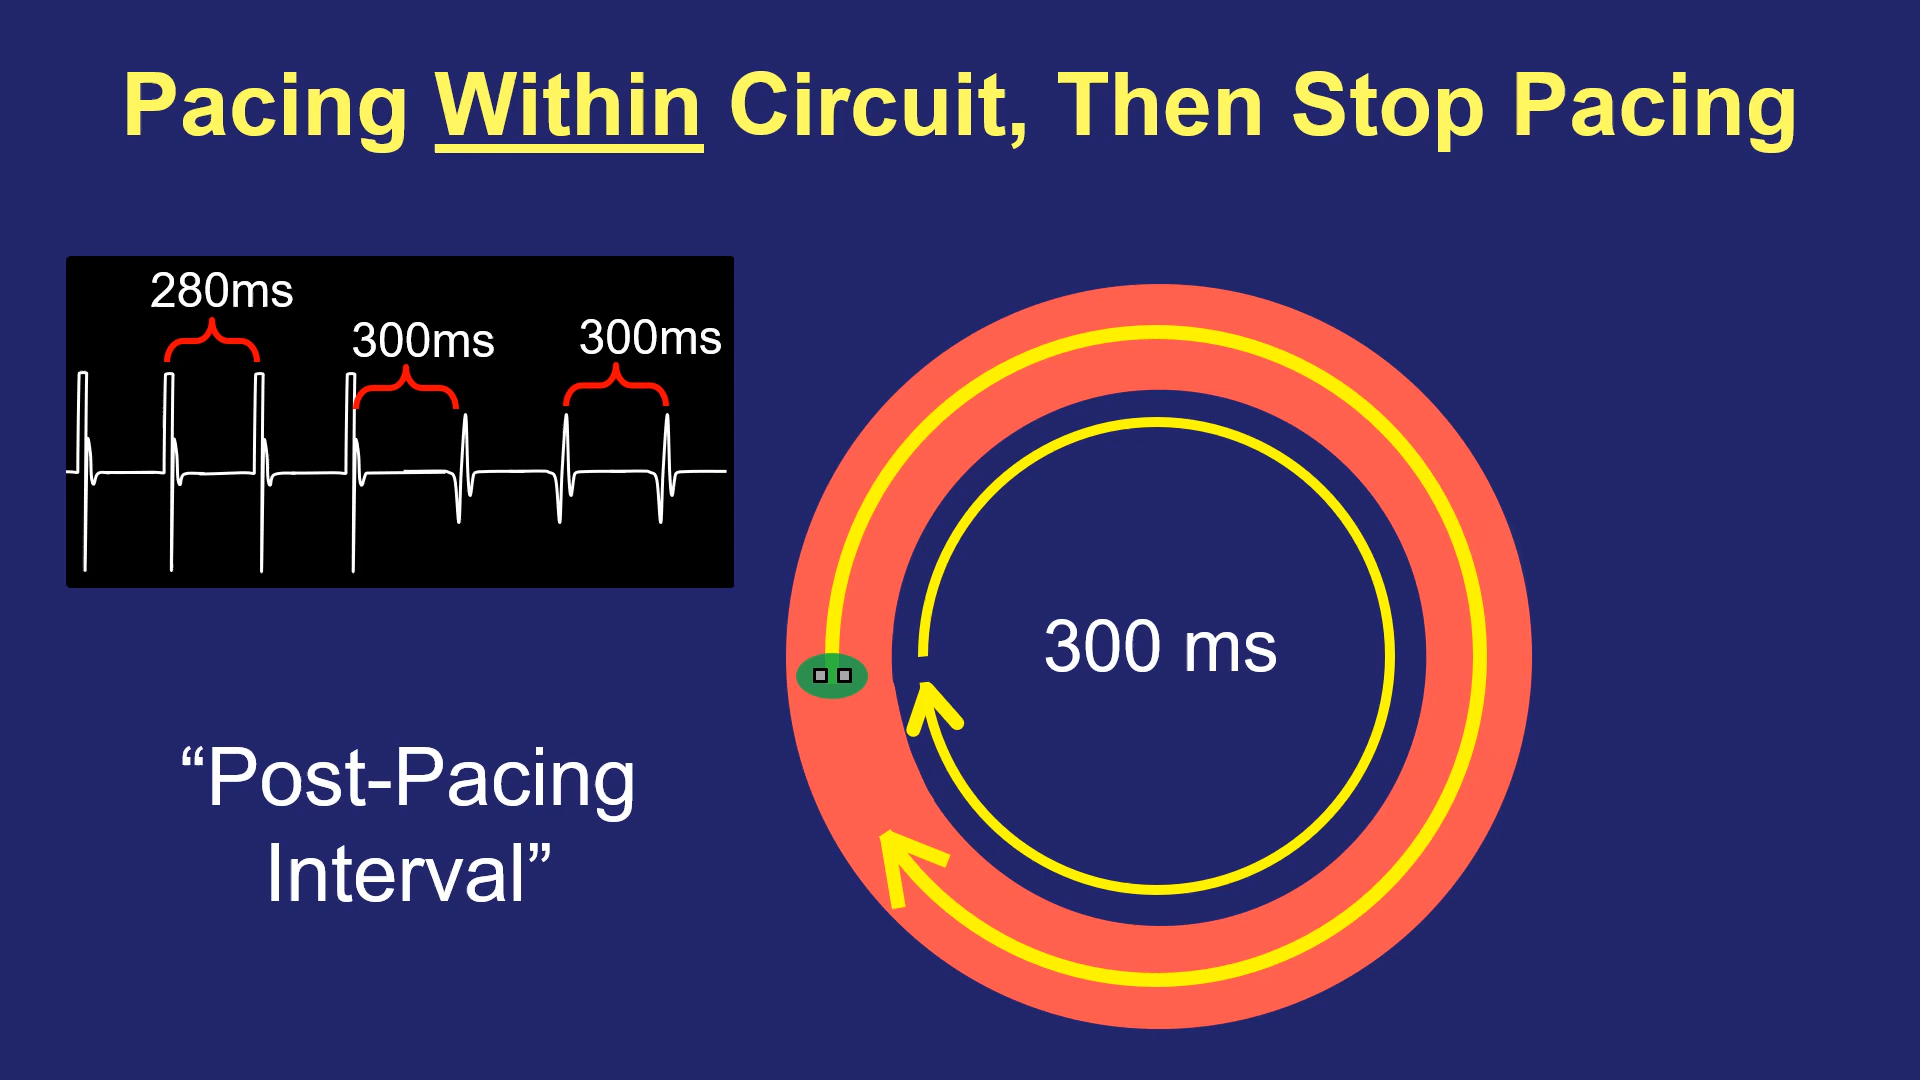 Pacing Within Circuit, Then Stop Pacing
280ms
300ms
300ms
300 ms
“Post-Pacing
Interval”